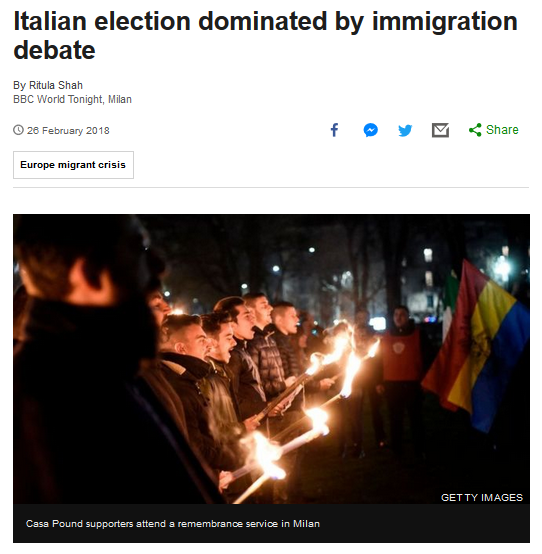 Italian election dominated by immigration
debate
By Ritula Shah
BBC World Tonight, Milan
26 February 2018
Share
Europe migrant crisis
GETTY IMAGES
Casa Pound supporters attend a remembrance service in Milan